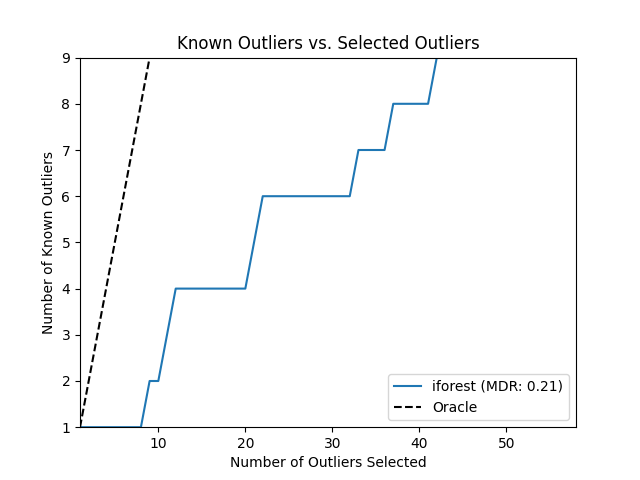 Known Outliers vs. Selected Outliers
9
8
7
6
5
4
3
2
1
Number of Known Outliers
10 20 30 40 50
Number of Outliers Selected
iforest (MDR: 0.21)
Oracle